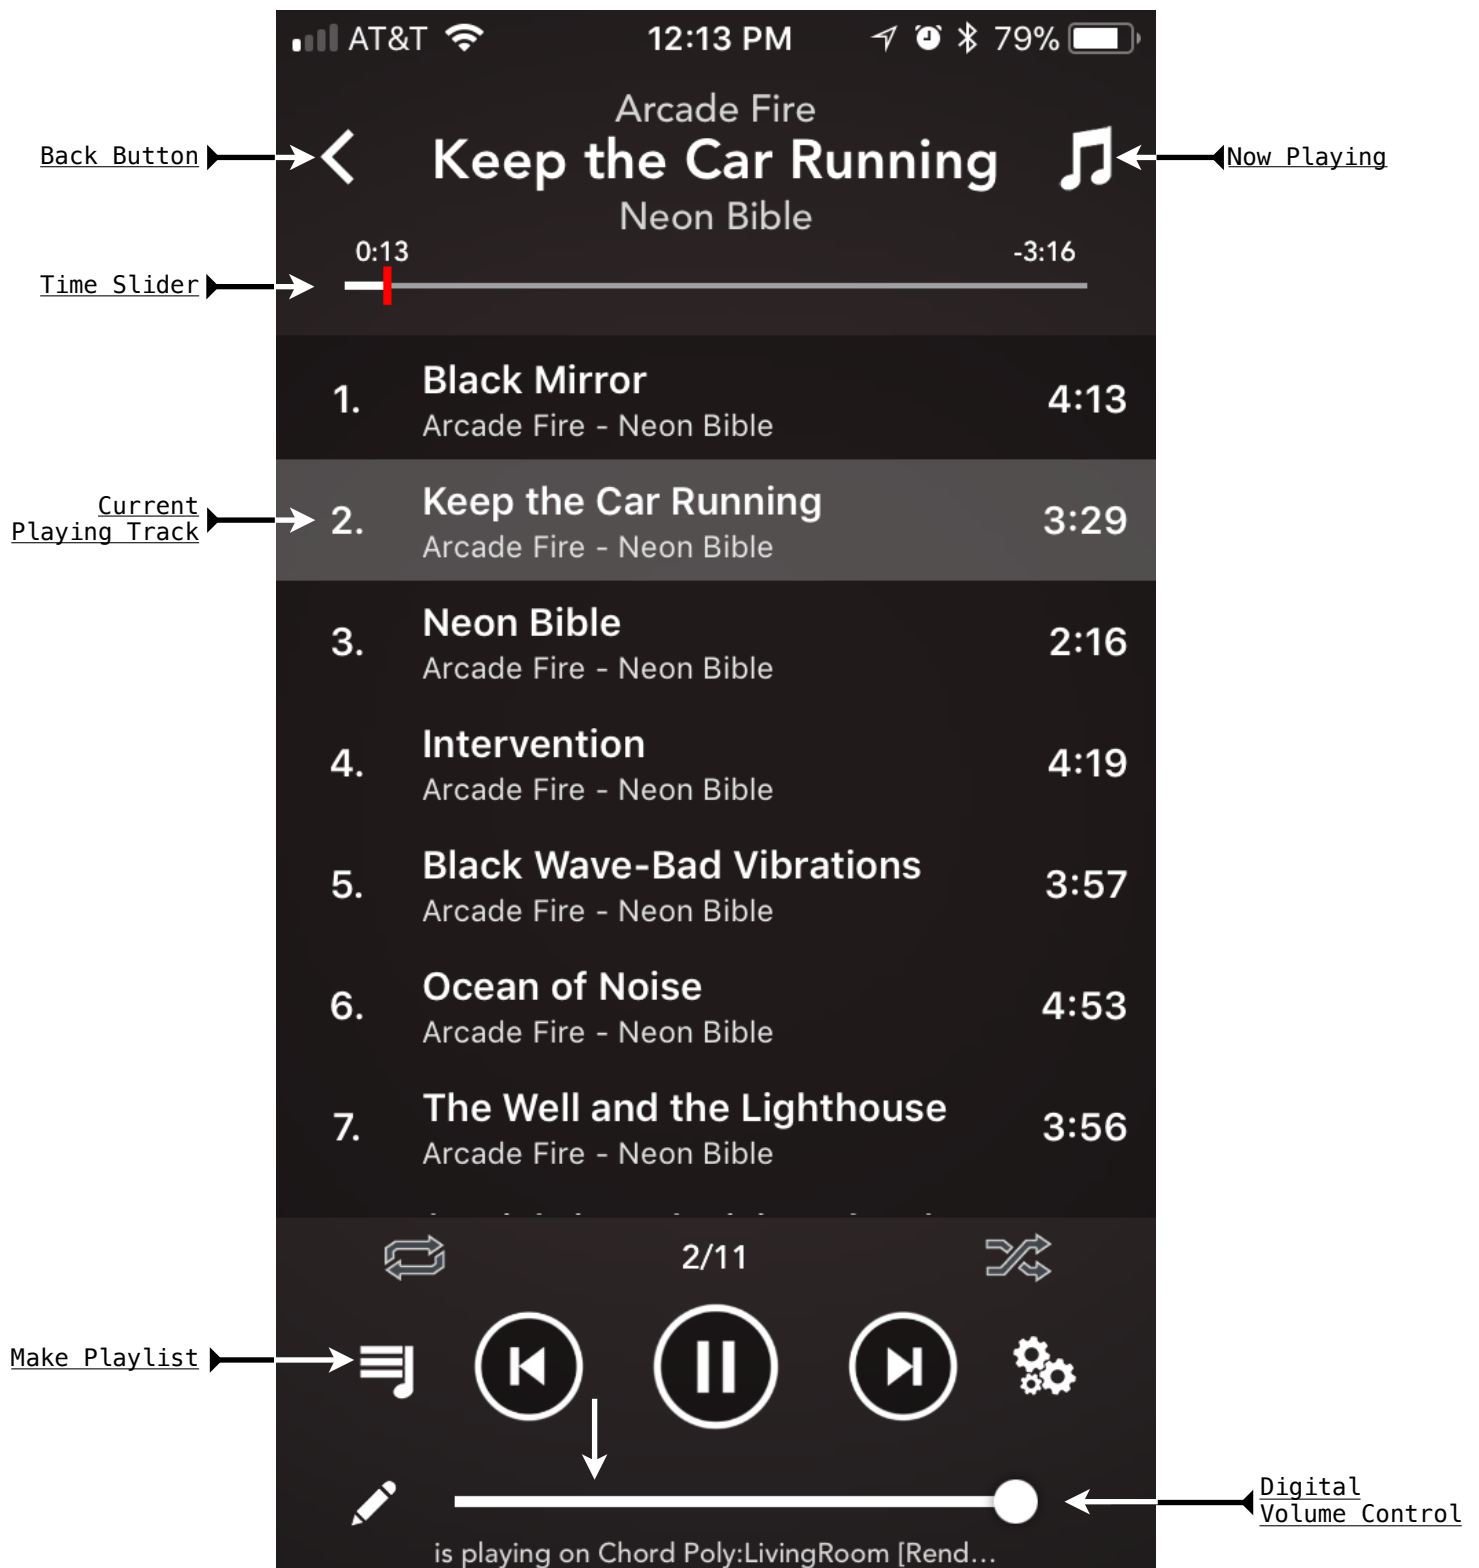 AT&T 12:13 PM 79%
Arcade Fire
Back Button Keep the Car Running Now Playing
Neon Bible
0:13 -3:16
Time Slider
1. Black Mirror 4:13
Arcade Fire - Neon Bible
Current
Playing Track
2. Keep the Car Running 3:29
Arcade Fire - Neon Bible
3. Neon Bible 2:16
Arcade Fire - Neon Bible
4. Intervention 4:19
Arcade Fire - Neon Bible
5. Black Wave-Bad Vibrations 3:57
Arcade Fire - Neon Bible
6. Ocean of Noise 4:53
Arcade Fire - Neon Bible
7. The Well and the Lighthouse 3:56
Arcade Fire - Neon Bible
2/11
Make Playlist
Digital
Volume Control
is playing on Chord Poly:LivingRoom [Rend...